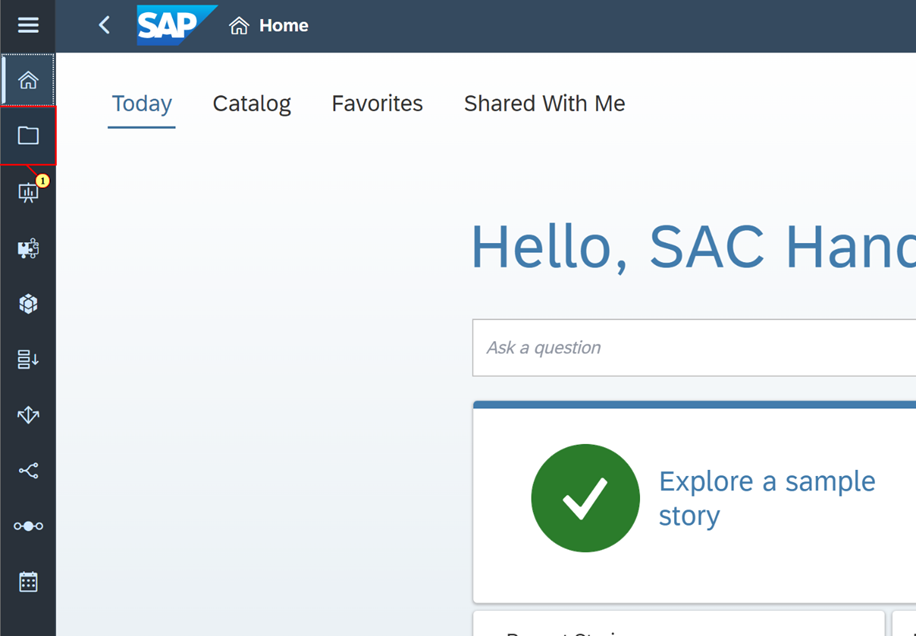 SAP Home
Today Catalog Favorites Shared With Me
1
Hello, SAC Hand
Ask a question
Explore a sample
story